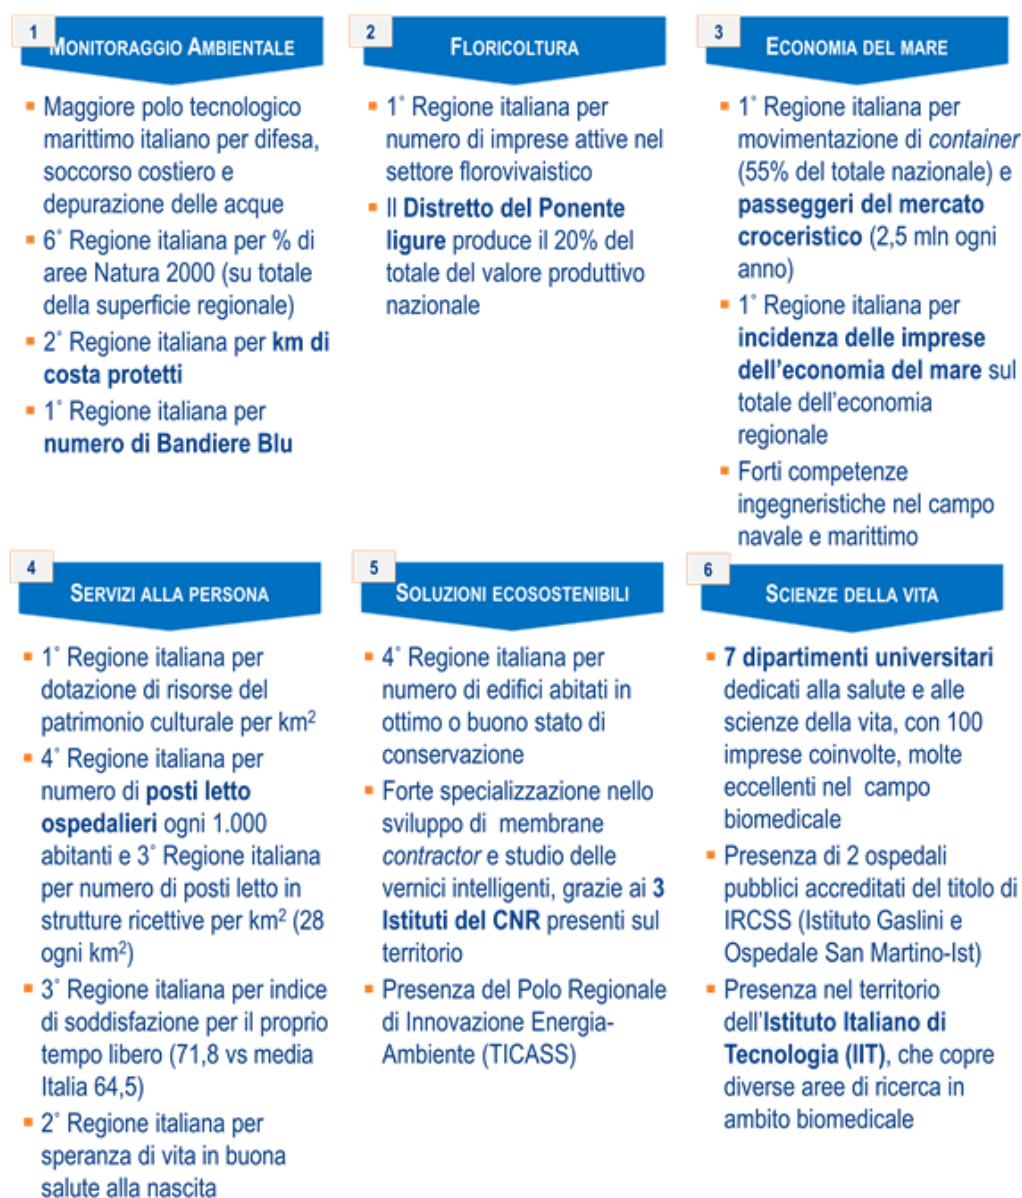 1
MONITORAGGIO AMBIENTALE
▪ Maggiore polo tecnologico
marittimo italiano per difesa,
soccorso costiero e
depurazione delle acque
▪ 6° Regione italiana per % di
aree Natura 2000 (su totale
della superficie regionale)
▪ 2° Regione italiana per km di
costa protetti
▪ 1° Regione italiana per
numero di Bandiere Blu
2
FLORICOLTURA
▪ 1° Regione italiana per
numero di imprese attive nel
settore florovivaistico
▪ Il Distretto del Ponente
ligure produce il 20% del
totale del valore produttivo
nazionale
3
ECONOMIA DEL MARE
▪ 1° Regione italiana per
movimentazione di container
(55% del totale nazionale) e
passeggeri del mercato
croceristico (2,5 mln ogni
anno)
▪ 1° Regione italiana per
incidenza delle imprese
dell'economia del mare sul
totale dell'economia
regionale
▪ Forti competenze
ingegneristiche nel campo
navale e marittimo
4
SERVIZI ALLA PERSONA
▪ 1° Regione italiana per
dotazione di risorse del
patrimonio culturale per km²
▪ 4° Regione italiana per
numero di posti letto
ospedalieri ogni 1.000
abitanti e 3° Regione italiana
per numero di posti letto in
strutture ricettive per km² (28
ogni km²)
▪ 3° Regione italiana per indice
di soddisfazione per il proprio
tempo libero (71,8 vs media
Italia 64,5)
▪ 2° Regione italiana per
speranza di vita in buona
salute alla nascita
5
SOLUZIONI ECOSOSTENIBILI
▪ 4° Regione italiana per
numero di edifici abitati in
ottimo o buono stato di
conservazione
▪ Forte specializzazione nello
sviluppo di membrane
contractor e studio delle
vernici intelligenti, grazie ai 3
Istituti del CNR presenti sul
territorio
▪ Presenza del Polo Regionale
di Innovazione Energia-
Ambiente (TICASS)
6
SCIENZE DELLA VITA
▪ 7 dipartimenti universitari
dedicati alla salute e alle
scienze della vita, con 100
imprese coinvolte, molte
eccellenti nel campo
biomedicale
▪ Presenza di 2 ospedali
pubblici accreditati del titolo di
IRCSS (Istituto Gaslini e
Ospedale San Martino-Ist)
▪ Presenza nel territorio
dell'Istituto Italiano di
Tecnologia (IIT), che copre
diverse aree di ricerca in
ambito biomedicale